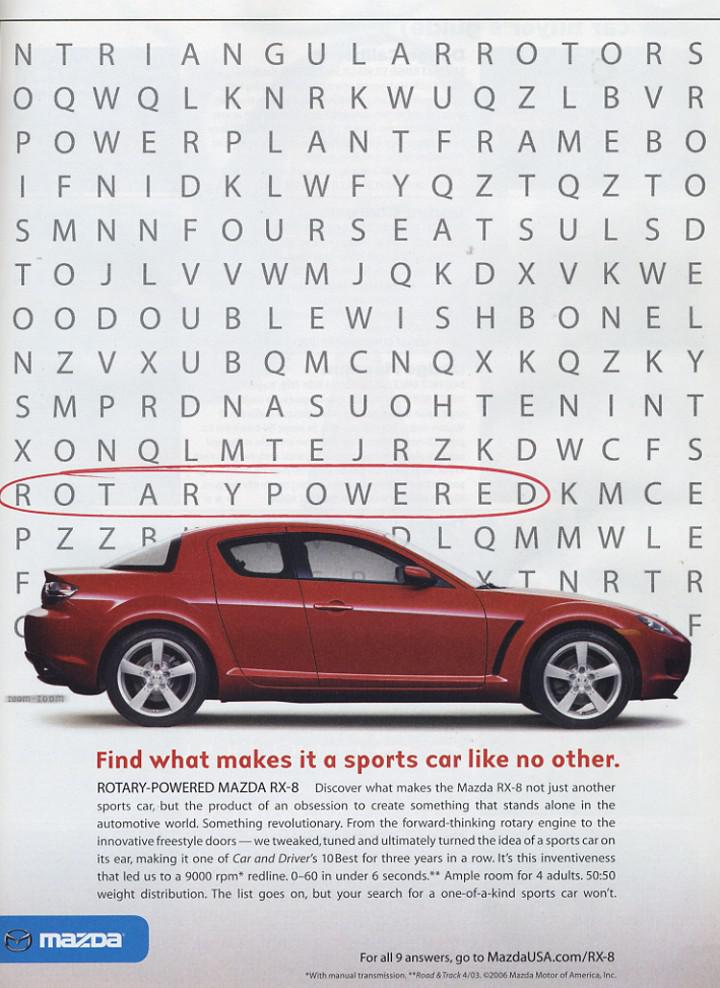 N T R I A N G U L A R R O T O R S
O Q W Q L K N R K W U Q Z L B V R
P O W E R P L A N T F R A M E B O
I F N I D K L W F Y Q Z T Q Z T O
S M N N F O U R S E A T S U L S D
T O J L V V W M J Q K D X V K W E
O O D O U B L E W I S H B O N E L
N Z V X U B Q M C N Q X K Q Z K Y
S M P R D N A S U O H T E N I N T
X O N Q L M T E J R Z K D W C F S
R O T A R Y P O W E R E D K M C E
P Z Z L Q M M W L E
F T N R T R
F
zoom-zoom
Find what makes it a sports car like no other.
ROTARY-POWERED MAZDA RX-8 Discover what makes the Mazda RX-8 not just another
sports car, but the product of an obsession to create something that stands alone in the
automotive world. Something revolutionary. From the forward-thinking rotary engine to the
innovative freestyle doors — we tweaked, tuned and ultimately turned the idea of a sports car on
its ear, making it one of Car and Driver's 10Best for three years in a row. It's this inventiveness
that led us to a 9000 rpm* redline. 0–60 in under 6 seconds.** Ample room for 4 adults. 50:50
weight distribution. The list goes on, but your search for a one-of-a-kind sports car won't.
mazda
For all 9 answers, go to MazdaUSA.com/RX-8
*With manual transmission. **Road & Track 4/03. ©2006 Mazda Motor of America, Inc.